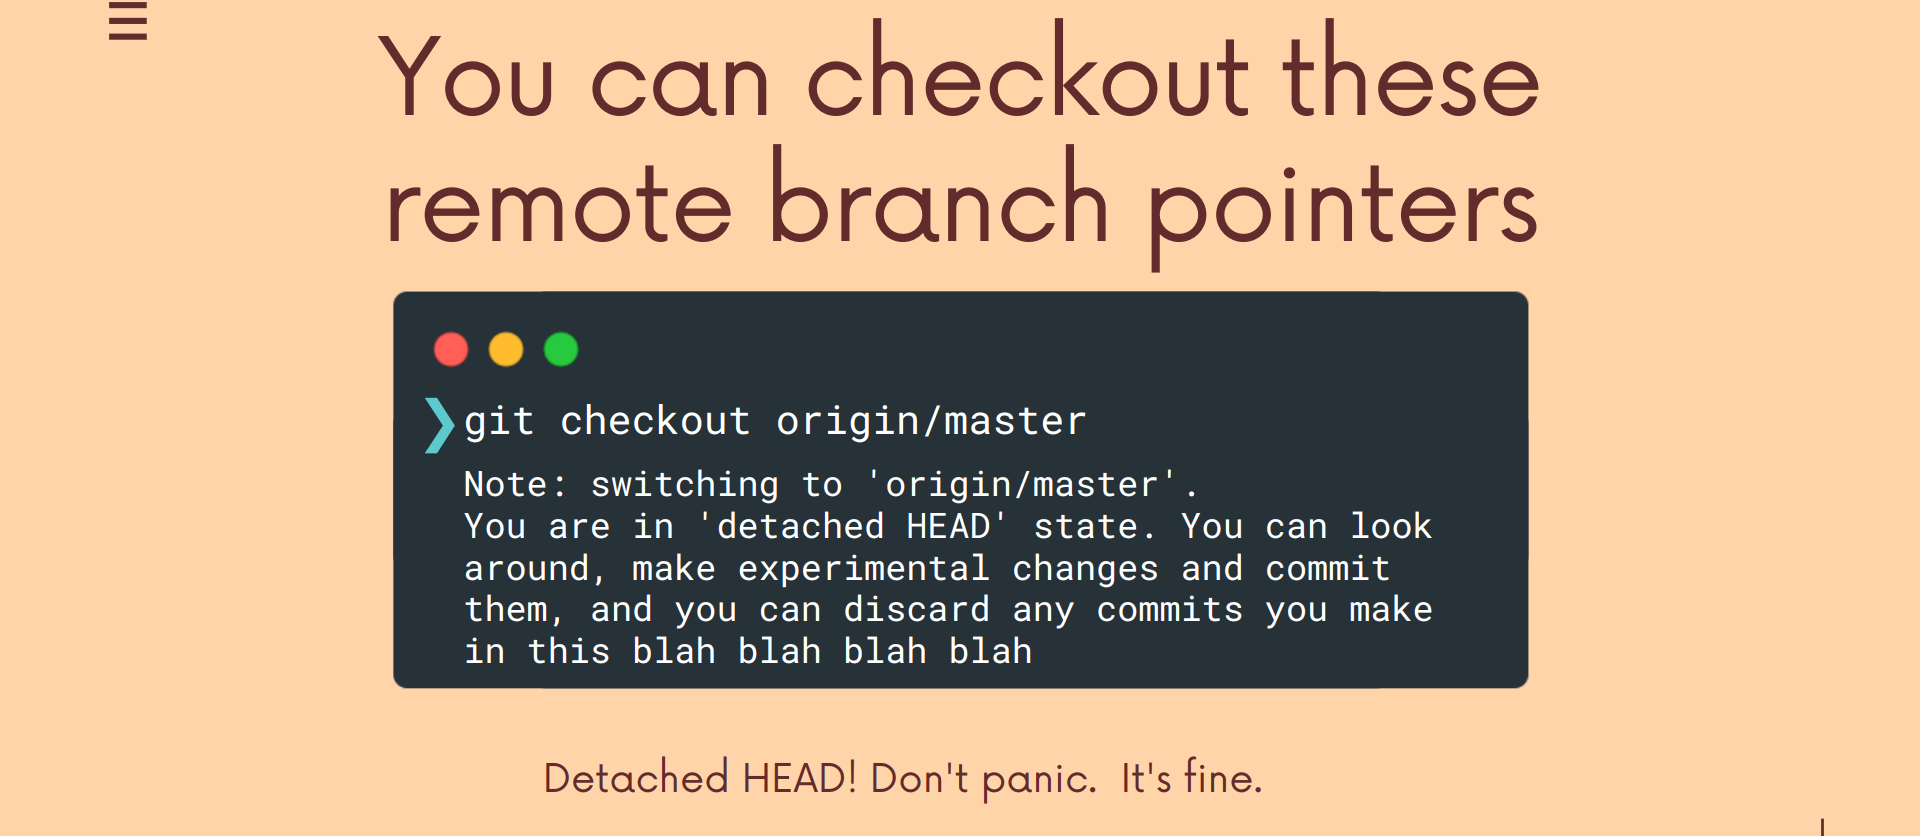 You can checkout these
remote branch pointers
git checkout origin/master
Note: switching to 'origin/master'.
You are in 'detached HEAD' state. You can look
around, make experimental changes and commit
them, and you can discard any commits you make
in this blah blah blah blah
Detached HEAD! Don't panic.  It's fine.